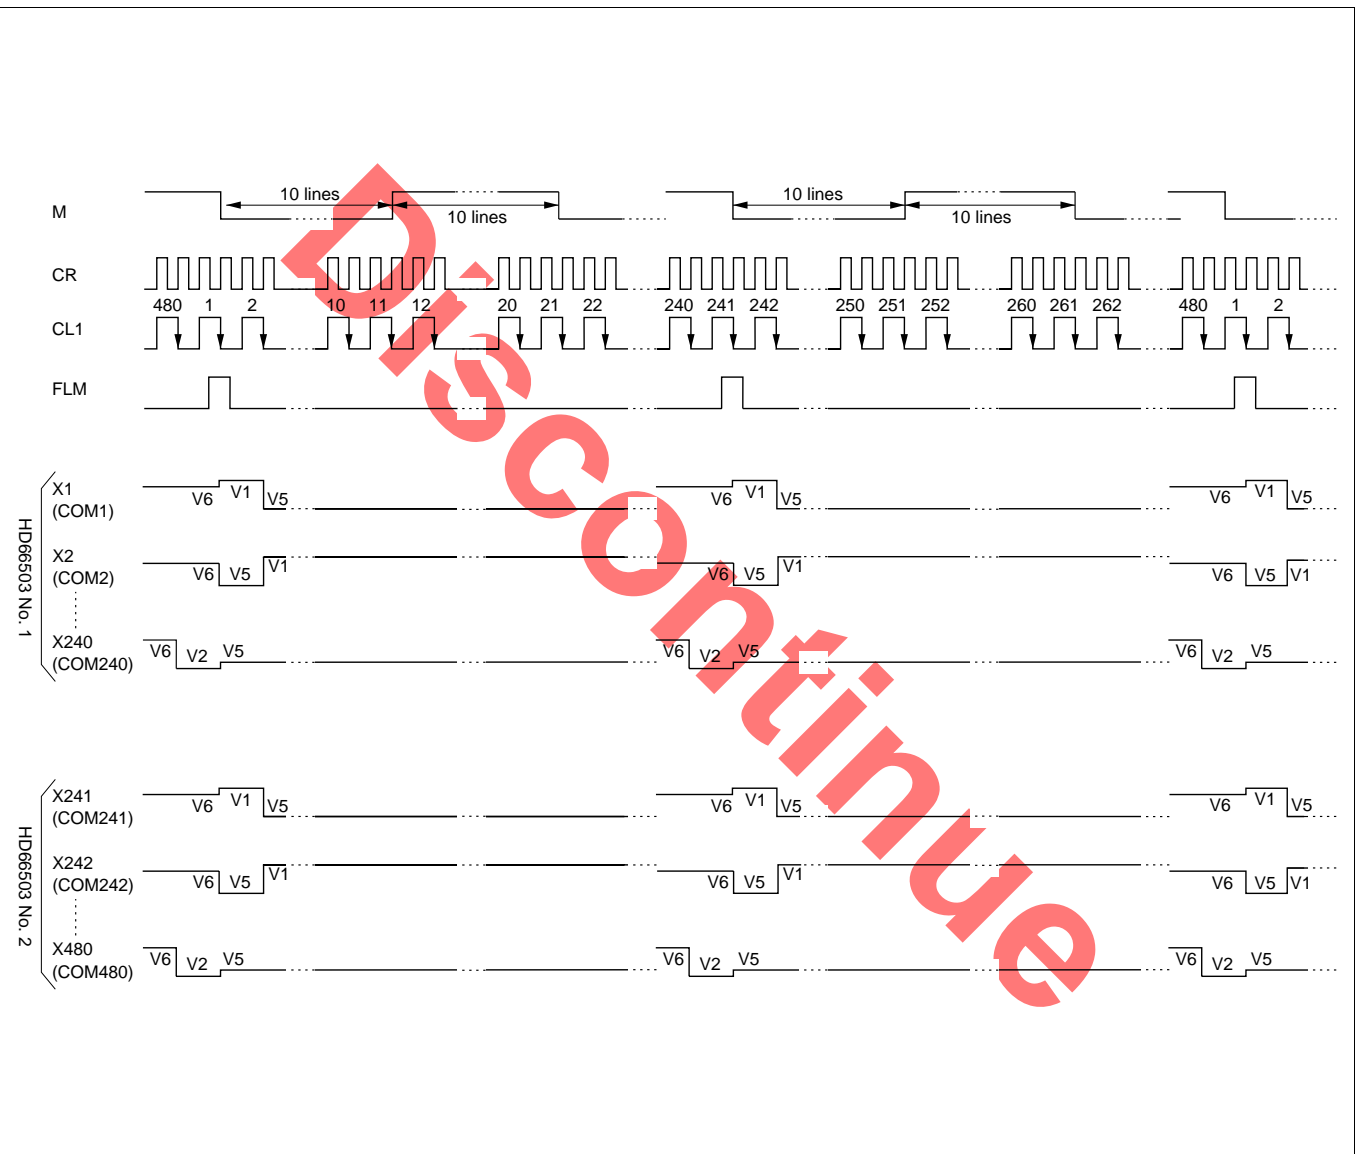 M 10 lines 10 lines 10 lines 10 lines
CR
480 1 2 10 11 12 20 21 22 240 241 242 250 251 252 260 261 262 480 1 2
CL1
FLM
HD66503 No. 1
X1 V6 V1 V5 V6 V1 V5 V6 V1 V5
(COM1)
X2 V6 V5 V1 V6 V5 V1 V6 V5 V1
(COM2)
X240 V6 V2 V5 V6 V2 V5 V6 V2 V5
(COM240)
HD66503 No. 2
X241 V6 V1 V5 V6 V1 V5 V6 V1 V5
(COM241)
X242 V6 V5 V1 V6 V5 V1 V6 V5 V1
(COM242)
X480 V6 V2 V5 V6 V2 V5 V6 V2 V5
(COM480)
Discontinue